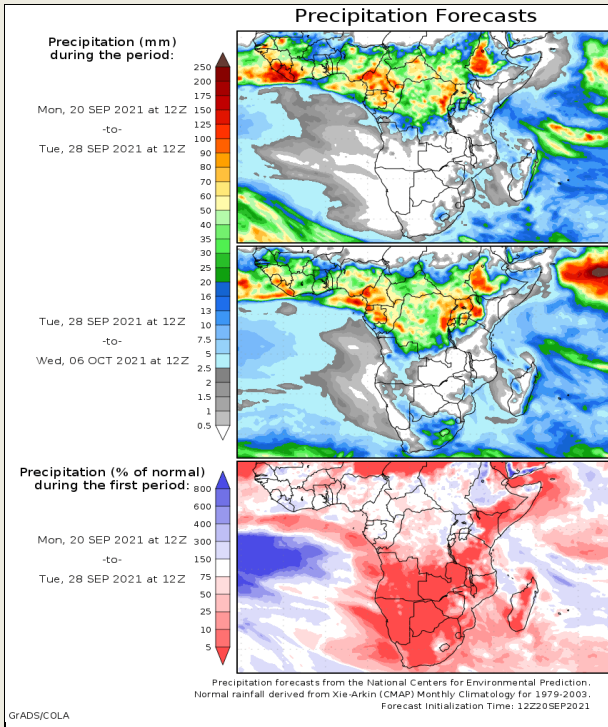 Precipitation Forecasts
Precipitation (mm)
during the period:
Mon, 20 SEP 2021 at 12Z
-to-
Tue, 28 SEP 2021 at 12Z
250
200
175
150
125
100
90
80
70
60
50
40
35
30
25
20
16
13
10
7.5
5
2.5
2
1.5
1
0.5
Tue, 28 SEP 2021 at 12Z
-to-
Wed, 06 OCT 2021 at 12Z
Precipitation (% of normal)
during the first period:
Mon, 20 SEP 2021 at 12Z
-to-
Tue, 28 SEP 2021 at 12Z
800
600
400
300
150
75
50
25
10
5
Precipitation forecasts from the National Centers for Environmental Prediction.
Normal rainfall derived from Xie-Arkin (CMAP) Monthly Climatology for 1979-2003.
Forecast Initialization Time: 12Z20SEP2021
GrADS/COLA